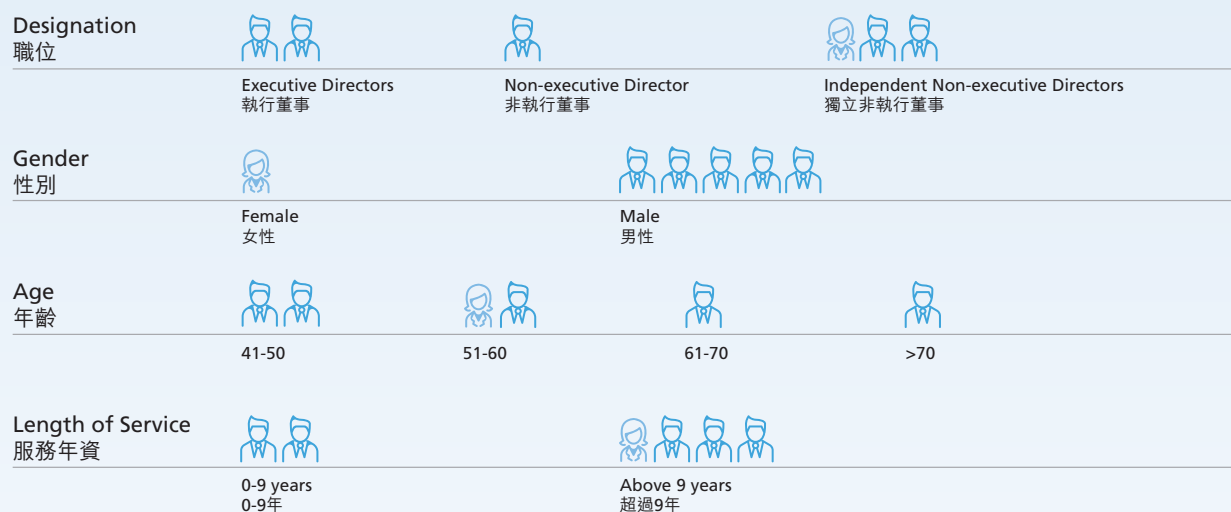 Designation
職位
Executive Directors
執行董事
Non-executive Director
非執行董事
Independent Non-executive Directors
獨立非執行董事
Gender
性別
Female
女性
Male
男性
Age
年齡
41-50
51-60
61-70
>70
Length of Service
服務年資
0-9 years
0-9年
Above 9 years
超過9年